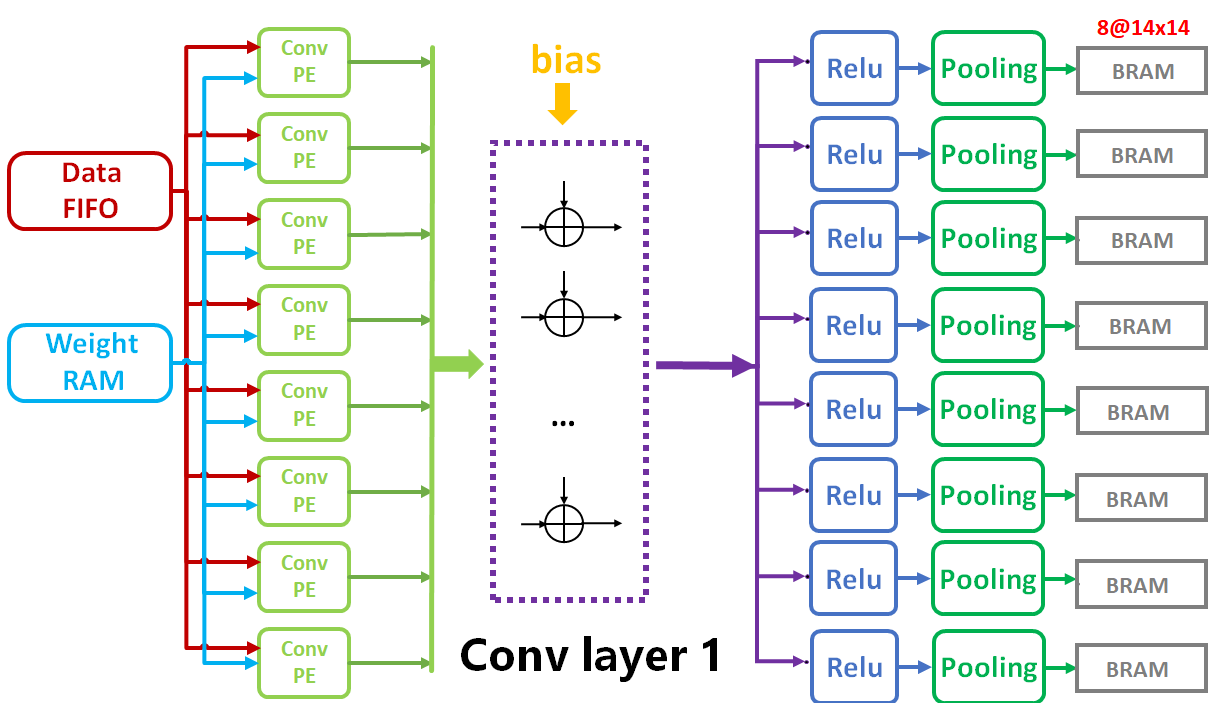 8@14x14
Conv
PE
bias
Relu
Pooling
BRAM
Conv
PE
Relu
Pooling
BRAM
Data
FIFO
Conv
PE
Relu
Pooling
BRAM
Conv
PE
Relu
Pooling
BRAM
Weight
RAM
Conv
PE
...
Relu
Pooling
BRAM
Conv
PE
Relu
Pooling
BRAM
Conv
PE
Relu
Pooling
BRAM
Conv
PE
Conv layer 1
Relu
Pooling
BRAM